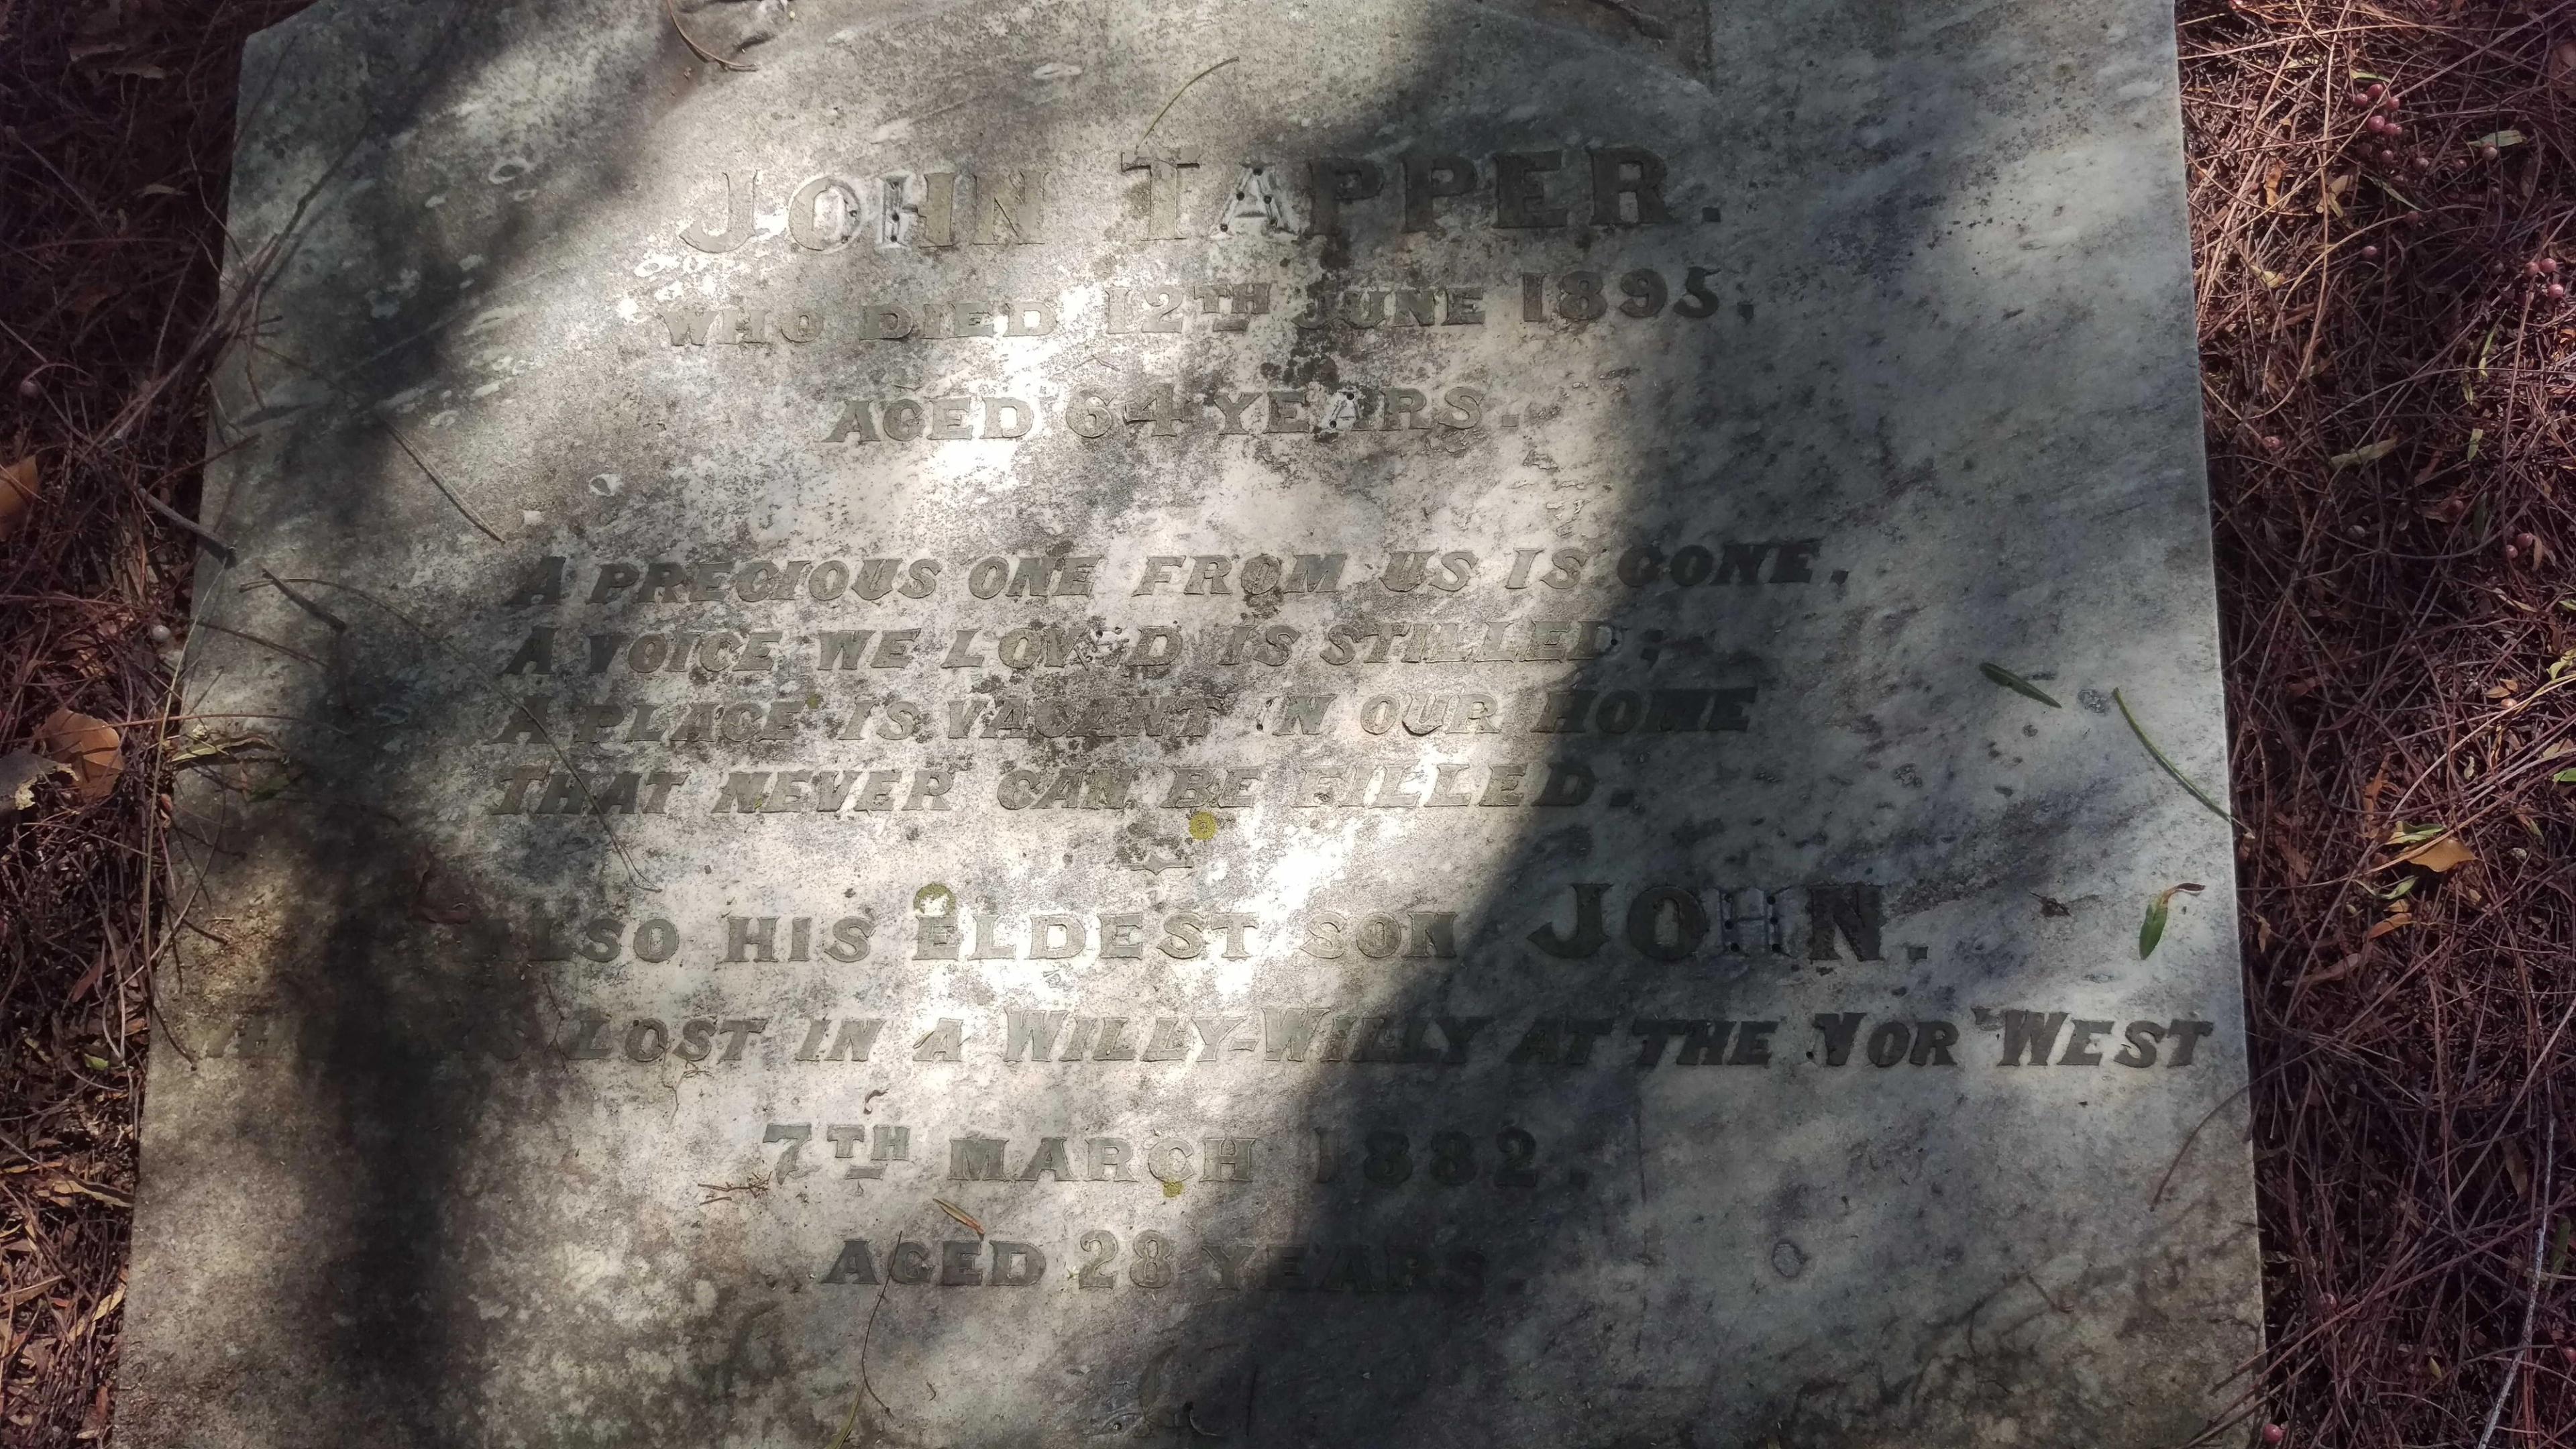 JOHN TAPPER.
WHO DIED 12TH JUNE 1895,
AGED 64 YEARS.
A PRECIOUS ONE FROM US IS GONE,
A VOICE WE LOVED IS STILLED;
A PLACE IS VACANT IN OUR HOME
THAT NEVER CAN BE FILLED.
ALSO HIS ELDEST SON JOHN.
LOST IN A WILLY-WILLY AT THE NOR'WEST
7TH MARCH 1882.
AGED 28 YEARS.